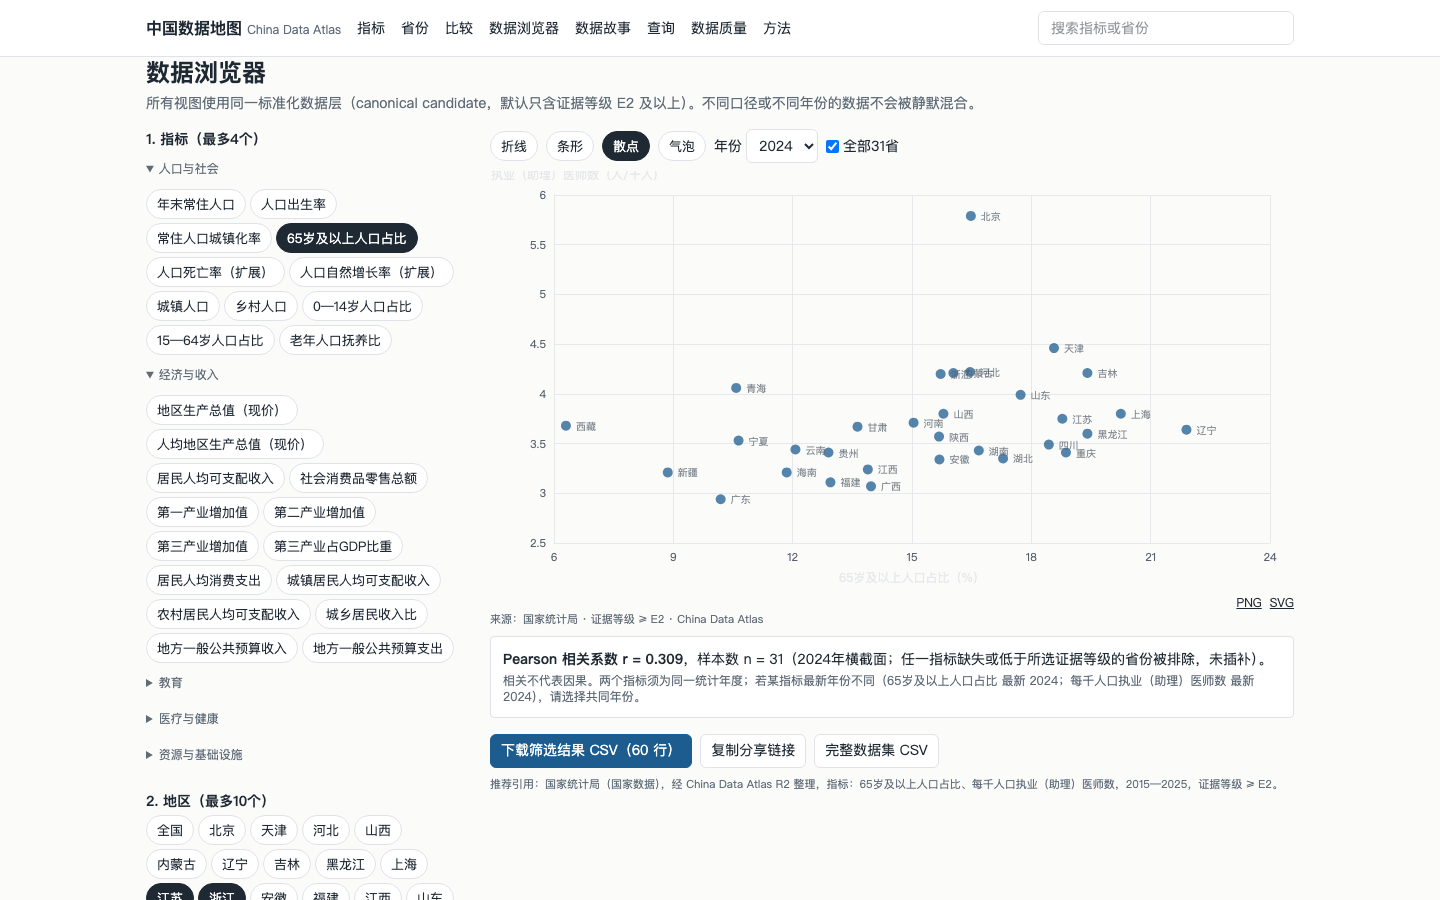 中国数据地图 China Data Atlas 指标 省份 比较 数据浏览器 数据故事 查询 数据质量 方法 搜索指标或省份
数据浏览器
所有视图使用同一标准化数据层（canonical candidate，默认只含证据等级 E2 及以上）。不同口径或不同年份的数据不会被静默混合。
1. 指标（最多4个）
▼ 人口与社会
年末常住人口 人口出生率
常住人口城镇化率 65岁及以上人口占比
人口死亡率（扩展） 人口自然增长率（扩展）
城镇人口 乡村人口 0—14岁人口占比
15—64岁人口占比 老年人口抚养比
▼ 经济与收入
地区生产总值（现价）
人均地区生产总值（现价）
居民人均可支配收入 社会消费品零售总额
第一产业增加值 第二产业增加值
第三产业增加值 第三产业占GDP比重
居民人均消费支出 城镇居民人均可支配收入
农村居民人均可支配收入 城乡居民收入比
地方一般公共预算收入 地方一般公共预算支出
▶ 教育
▶ 医疗与健康
▶ 资源与基础设施
2. 地区（最多10个）
全国 北京 天津 河北 山西
内蒙古 辽宁 吉林 黑龙江 上海
江苏 浙江 安徽 福建 江西 山东
折线 条形 散点 气泡 年份 2024 全部31省
执业（助理）医师数（人/千人）
6
5.5
5
4.5
4
3.5
3
2.5
6 9 12 15 18 21 24
北京
天津
河北
吉林
青海
山东
山西
上海
江苏
西藏
河南
甘肃
辽宁
黑龙江
陕西
宁夏
四川
云南
贵州
湖南
重庆
安徽
湖北
江西
新疆
海南
福建
广西
广东
65岁及以上人口占比（%）
PNG SVG
来源：国家统计局 · 证据等级 ≥ E2 · China Data Atlas
Pearson 相关系数 r = 0.309，样本数 n = 31（2024年横截面；任一指标缺失或低于所选证据等级的省份被排除，未插补）。
相关不代表因果。两个指标须为同一统计年度；若某指标最新年份不同（65岁及以上人口占比 最新 2024；每千人口执业（助理）医师数 最新
2024），请选择共同年份。
下载筛选结果 CSV（60 行） 复制分享链接 完整数据集 CSV
推荐引用：国家统计局（国家数据），经 China Data Atlas R2 整理，指标：65岁及以上人口占比、每千人口执业（助理）医师数，2015—2025，证据等级 ≥ E2。